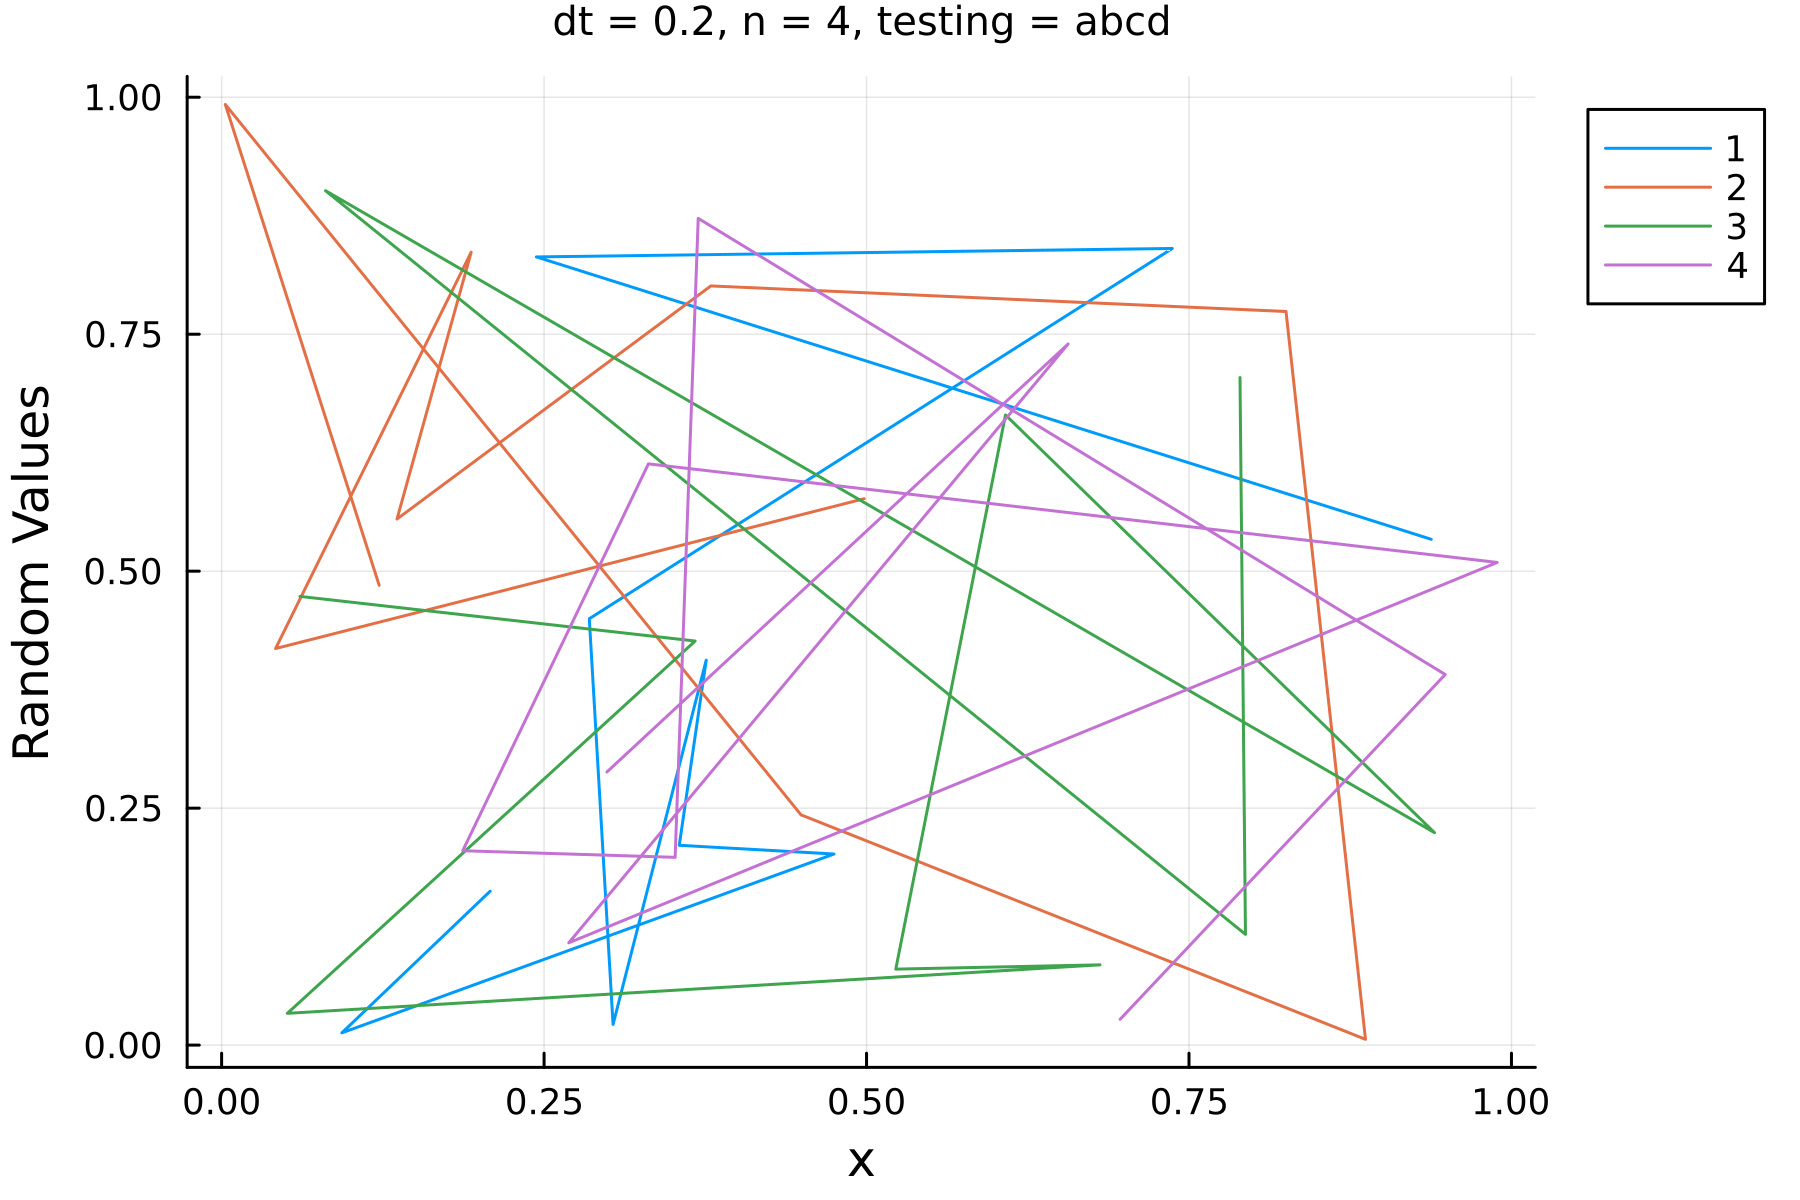 dt = 0.2, n = 4, testing = abcd
1.00
0.75
0.50
0.25
0.00
Random Values
0.00 0.25 0.50 0.75 1.00
x
1
2
3
4